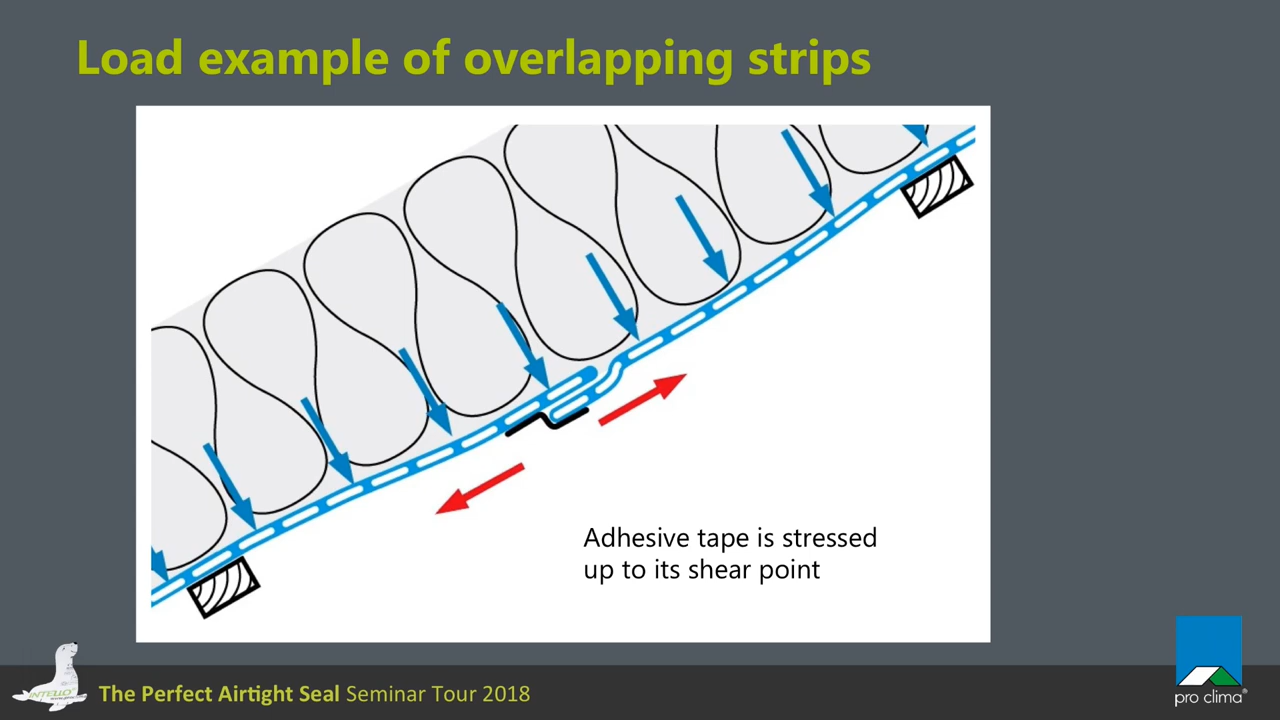 Load example of overlapping strips
Adhesive tape is stressed
up to its shear point
INTELLO
The Perfect Airtight Seal Seminar Tour 2018
pro clima®